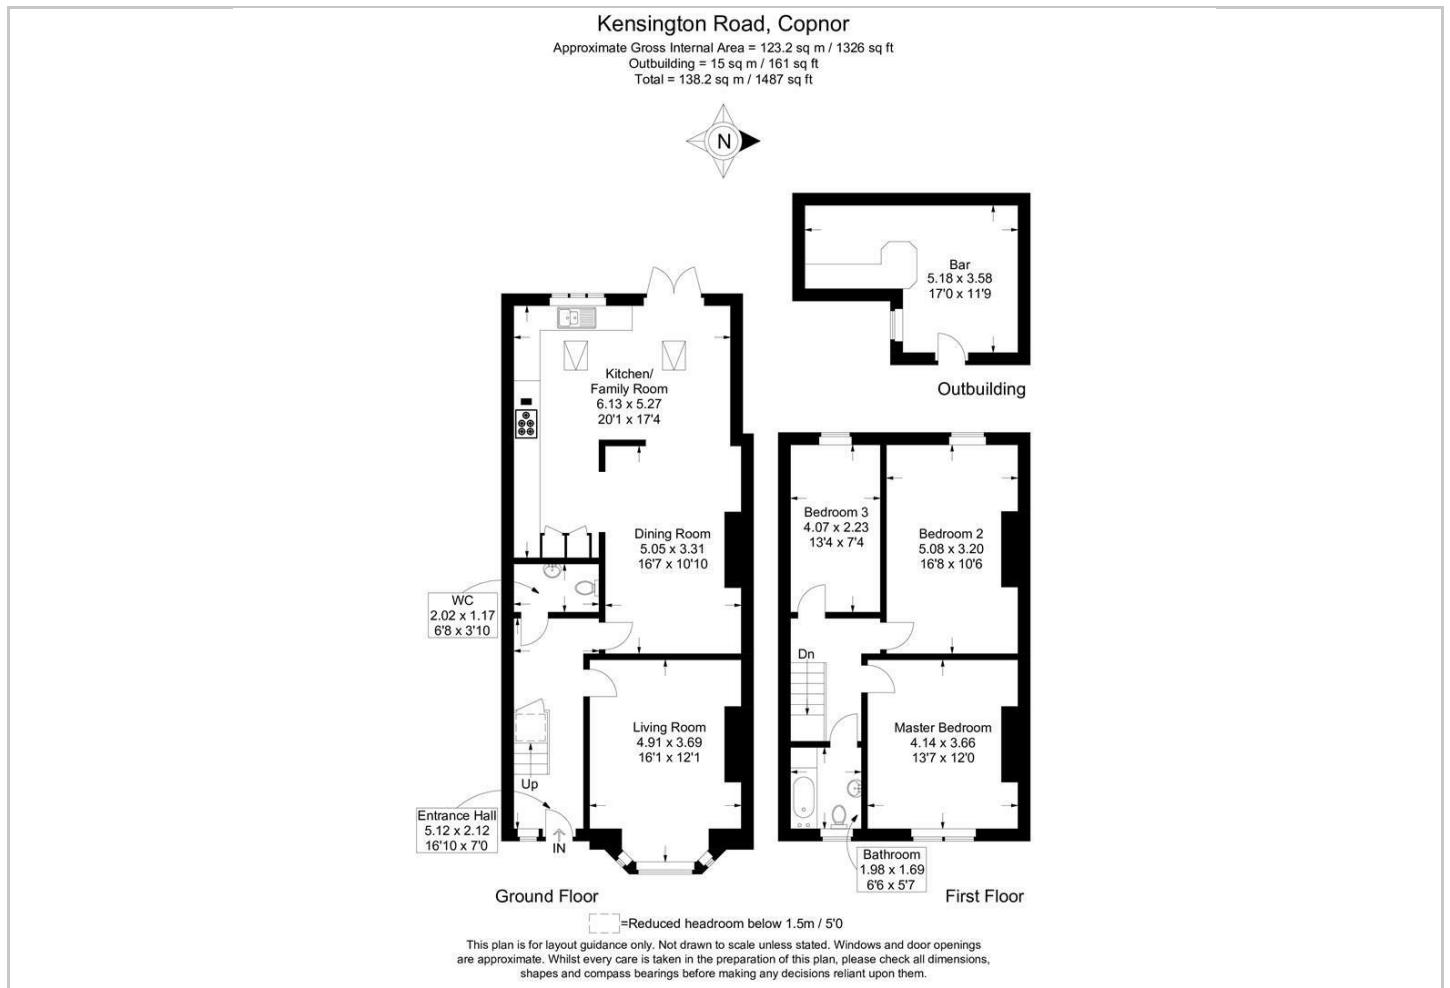 Kensington Road, Copnor
Approximate Gross Internal Area = 123.2 sq m / 1326 sq ft
Outbuilding = 15 sq m / 161 sq ft
Total = 138.2 sq m / 1487 sq ft
N
Bar
5.18 x 3.58
17'0 x 11'9
Outbuilding
Kitchen/
Family Room
6.13 x 5.27
20'1 x 17'4
Dining Room
5.05 x 3.31
16'7 x 10'10
WC
2.02 x 1.17
6'8 x 3'10
Living Room
4.91 x 3.69
16'1 x 12'1
Up
Entrance Hall
5.12 x 2.12
16'10 x 7'0
IN
Ground Floor
Bedroom 3
4.07 x 2.23
13'4 x 7'4
Bedroom 2
5.08 x 3.20
16'8 x 10'6
Dn
Master Bedroom
4.14 x 3.66
13'7 x 12'0
Bathroom
1.98 x 1.69
6'6 x 5'7
First Floor
=Reduced headroom below 1.5m / 5'0
This plan is for layout guidance only. Not drawn to scale unless stated. Windows and door openings
are approximate. Whilst every care is taken in the preparation of this plan, please check all dimensions,
shapes and compass bearings before making any decisions reliant upon them.